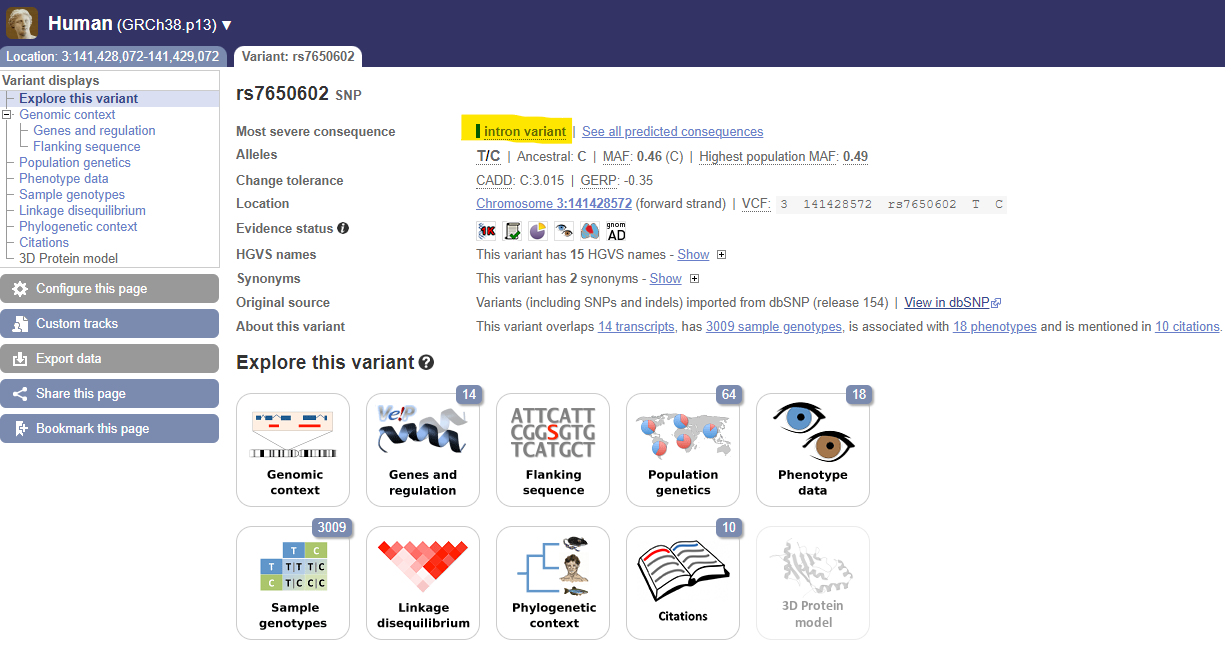 Human (GRCh38.p13) ▼
Location: 3:141,428,072-141,429,072
Variant: rs7650602
Variant displays
Explore this variant
Genomic context
Genes and regulation
Flanking sequence
Population genetics
Phenotype data
Sample genotypes
Linkage disequilibrium
Phylogenetic context
Citations
3D Protein model
Configure this page
Custom tracks
Export data
Share this page
Bookmark this page
rs7650602 SNP
Most severe consequence intron variant | See all predicted consequences
Alleles T/C | Ancestral: C | MAF: 0.46 (C) | Highest population MAF: 0.49
Change tolerance CADD: C:3.015 | GERP: -0.35
Location Chromosome 3:141428572 (forward strand) | VCF: 3 141428572 rs7650602 T C
Evidence status i 1K gnom AD
HGVS names This variant has 15 HGVS names - Show
Synonyms This variant has 2 synonyms - Show
Original source Variants (including SNPs and indels) imported from dbSNP (release 154) | View in dbSNP
About this variant This variant overlaps 14 transcripts, has 3009 sample genotypes, is associated with 18 phenotypes and is mentioned in 10 citations.
Explore this variant ?
Genomic
context
14
Ve!P
Genes and
regulation
ATTCATT
CGGSGTG
TCATGCT
Flanking
sequence
64
Population
genetics
18
Phenotype
data
3009
T C
T TT TC
C TC CC
Sample
genotypes
Linkage
disequilibrium
Phylogenetic
context
10
Citations
3D Protein
model